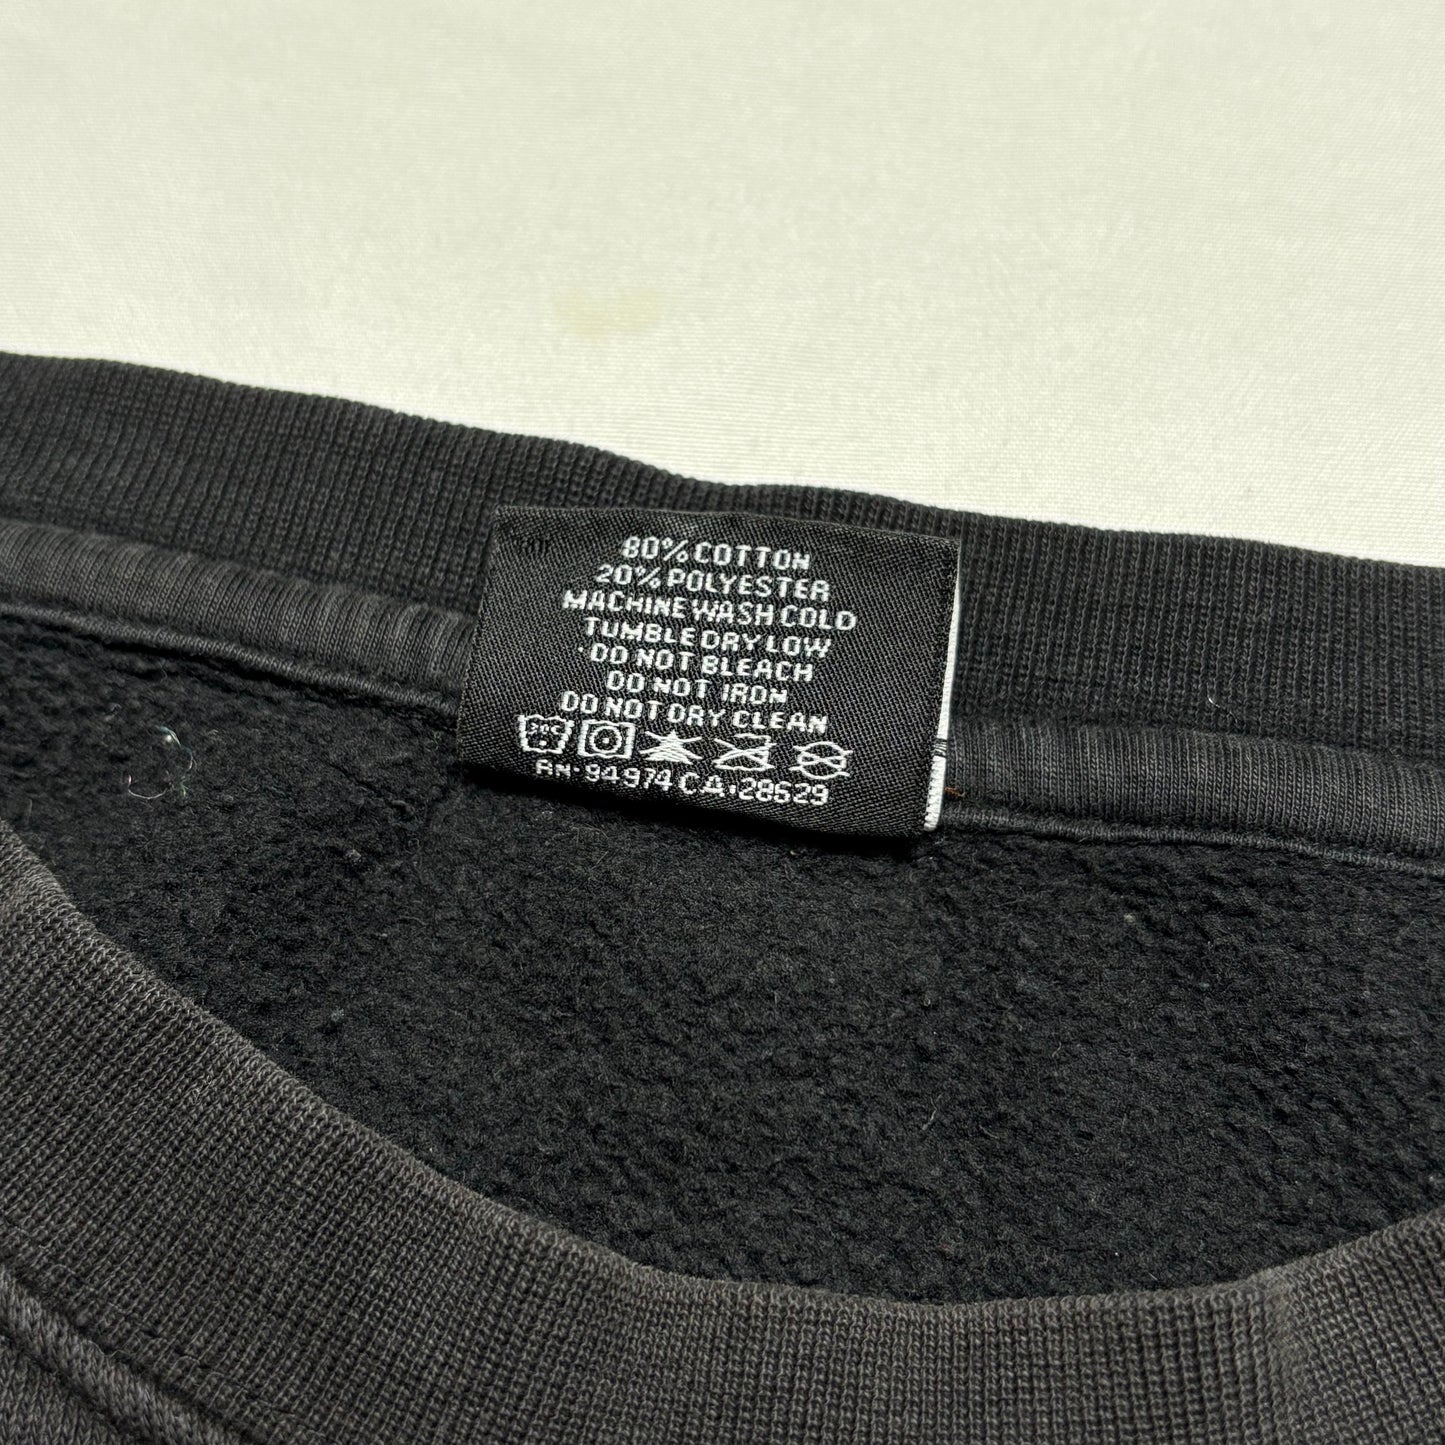 80% COTTON
20% POLYESTER
MACHINE WASH COLD
TUMBLE DRY LOW
DO NOT BLEACH
DO NOT IRON
DO NOT DRY CLEAN
RN·94974 CA·28629